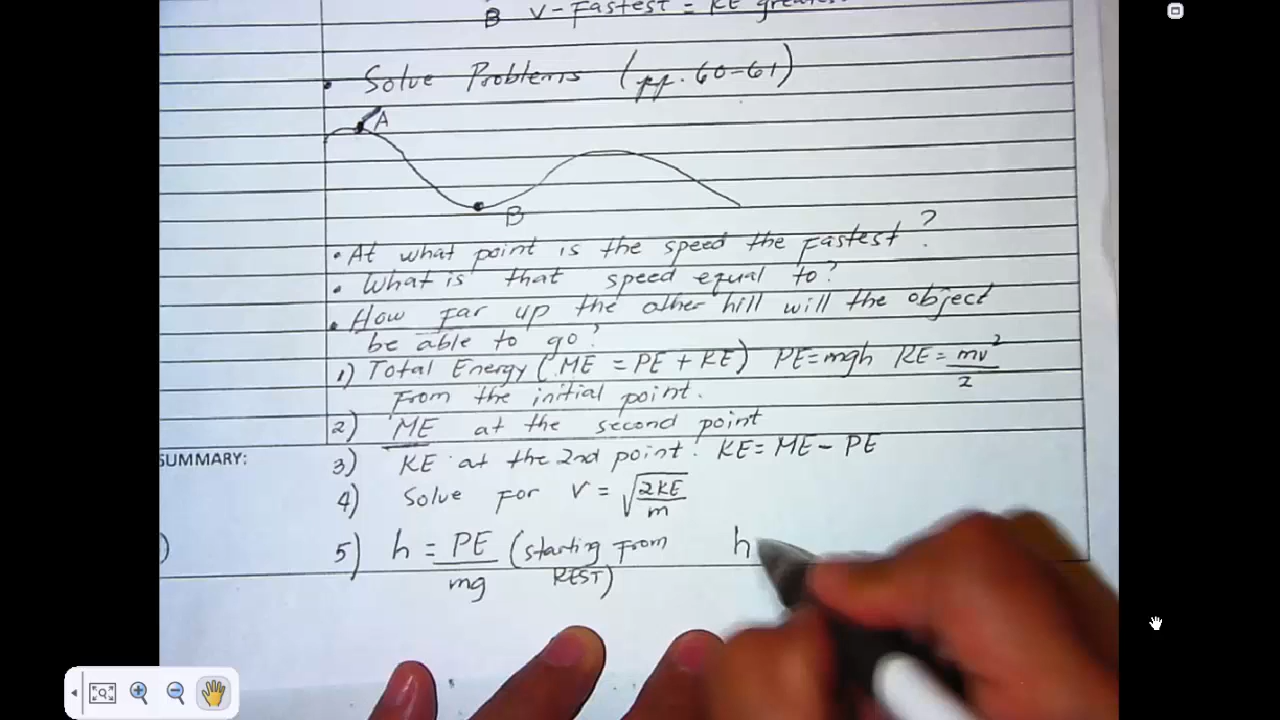 B V-Fastest = KE greates
• Solve Problems (pp. 60-61)
A
B
• At what point is the speed the fastest?
• What is that speed equal to?
• How far up the other hill will the object
be able to go?
1) Total Energy (ME = PE + KE) PE=mgh KE= mv²/2
From the initial point.
2) ME at the second point
SUMMARY:
3) KE at the 2nd point. KE= ME - PE
4) Solve For V = √2KE/m
5) h = PE/mg (starting From REST) h